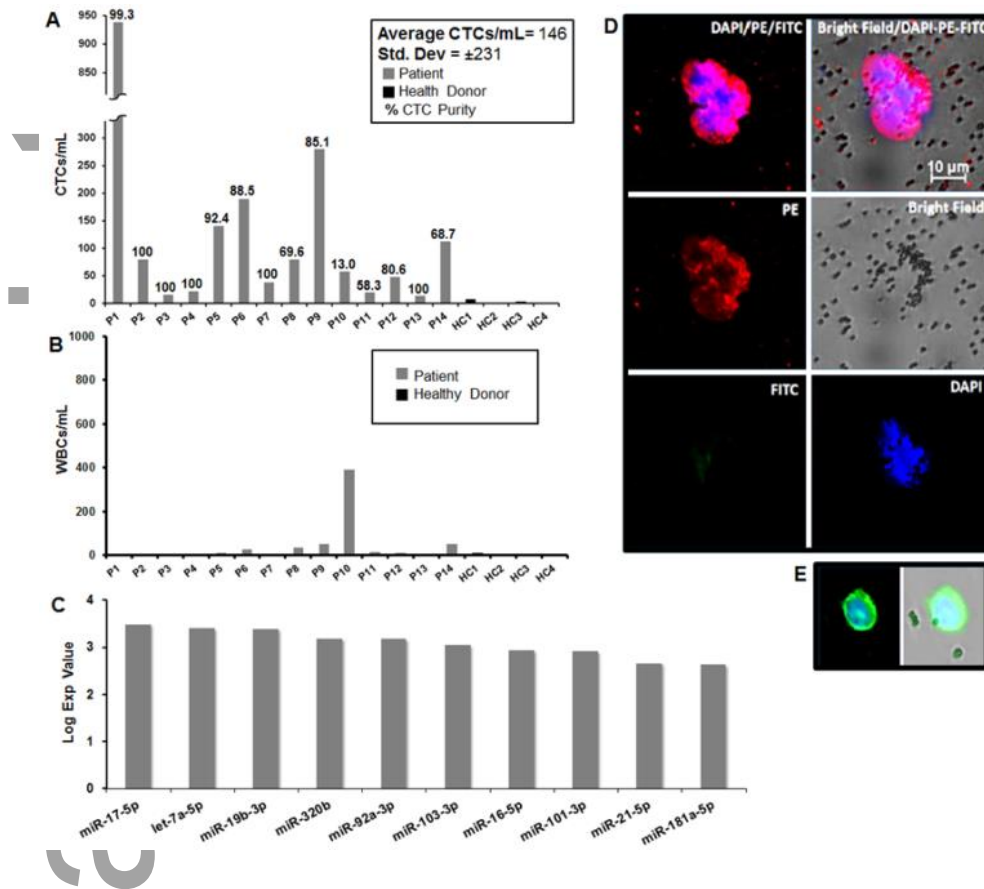 A
950
850
300
250
200
150
100
50
0
CTCs/mL
99.3
100
100
100
92.4
88.5
100
69.6
85.1
13.0
58.3
80.6
100
68.7
Average CTCs/mL= 146
Std. Dev = ±231
Patient
Health Donor
% CTC Purity
P1 P2 P3 P4 P5 P6 P7 P8 P9 P10 P11 P12 P13 P14 HC1 HC2 HC3 HC4
B
1000
800
600
400
200
0
WBCs/mL
Patient
Healthy Donor
P1 P2 P3 P4 P5 P6 P7 P8 P9 P10 P11 P12 P13 P14 HC1 HC2 HC3 HC4
C
4
3
2
1
0
Log Exp Value
miR-17-5p
let-7a-5p
miR-19b-3p
miR-320b
miR-92a-3p
miR-103-3p
miR-16-5p
miR-101-3p
miR-21-5p
miR-181a-5p
D
DAPI/PE/FITC
Bright Field/DAPI-PE-FITC
10 µm
PE
Bright Field
FITC
DAPI
E